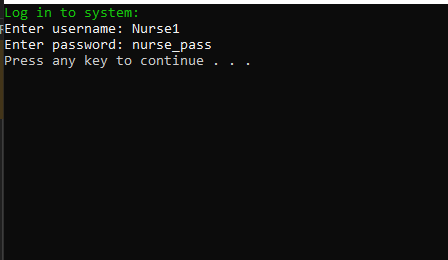 Log in to system:
Enter username: Nurse1
Enter password: nurse_pass
Press any key to continue . . .